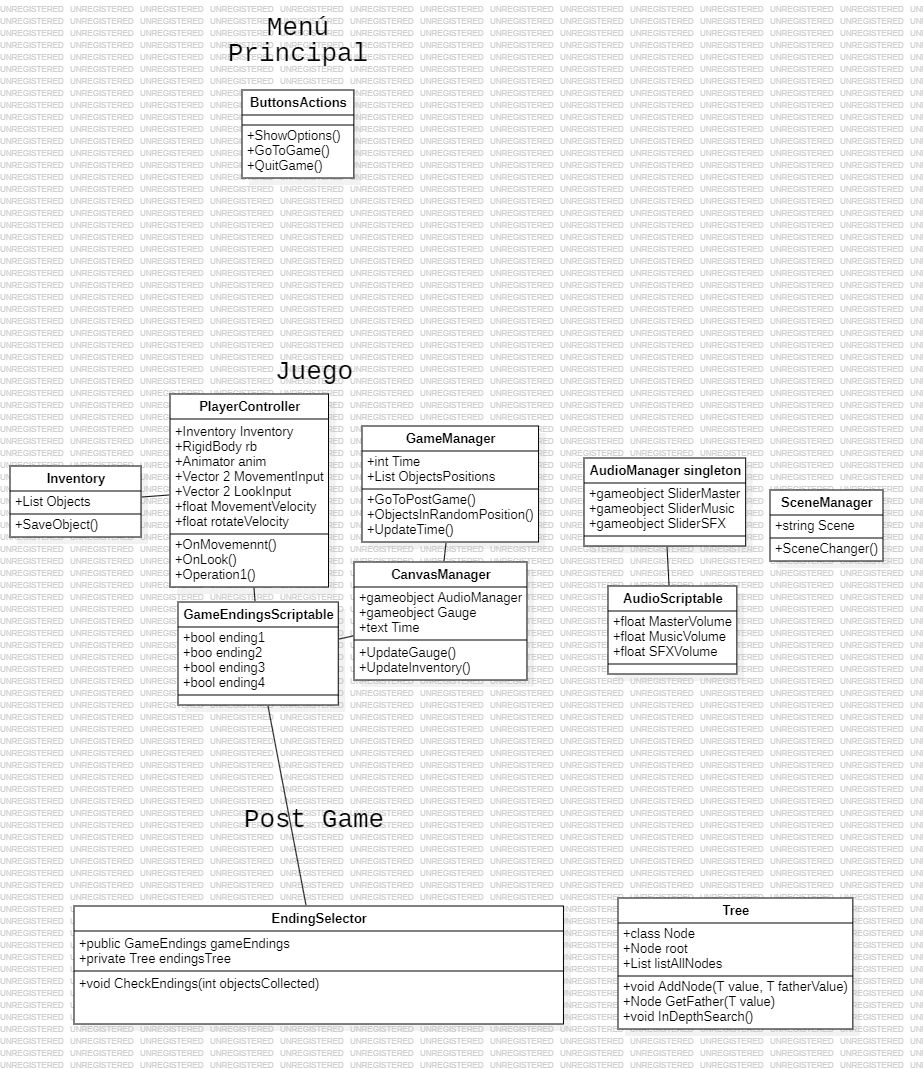 Menú
Principal
ButtonsActions
+ShowOptions()
+GoToGame()
+QuitGame()
Juego
PlayerController
+Inventory Inventory
+RigidBody rb
+Animator anim
+Vector 2 MovementInput
+Vector 2 LookInput
+float MovementVelocity
+float rotateVelocity
+OnMovemennt()
+OnLook()
+Operation1()
Inventory
+List Objects
+SaveObject()
GameManager
+int Time
+List ObjectsPositions
+GoToPostGame()
+ObjectsInRandomPosition()
+UpdateTime()
AudioManager singleton
+gameobject SliderMaster
+gameobject SliderMusic
+gameobject SliderSFX
SceneManager
+string Scene
+SceneChanger()
CanvasManager
+gameobject AudioManager
+gameobject Gauge
+text Time
+UpdateGauge()
+UpdateInventory()
GameEndingsScriptable
+bool ending1
+boo ending2
+bool ending3
+bool ending4
AudioScriptable
+float MasterVolume
+float MusicVolume
+float SFXVolume
Post Game
EndingSelector
+public GameEndings gameEndings
+private Tree endingsTree
+void CheckEndings(int objectsCollected)
Tree
+class Node
+Node root
+List listAllNodes
+void AddNode(T value, T fatherValue)
+Node GetFather(T value)
+void InDepthSearch()
UNREGISTERED